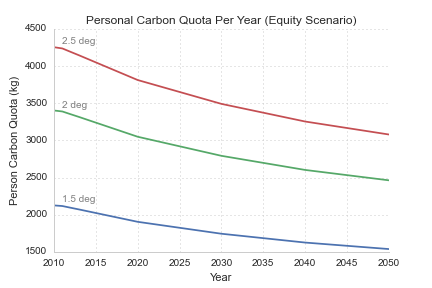 Personal Carbon Quota Per Year (Equity Scenario)
4500
2.5 deg
4000
3500
2 deg
3000
2500
1.5 deg
2000
1500
Person Carbon Quota (kg)
2010 2015 2020 2025 2030 2035 2040 2045 2050
Year